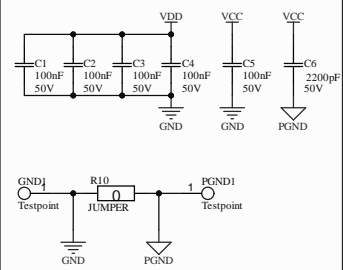 VDD VCC VCC
C1 C2 C3 C4 C5 C6
100nF 100nF 100nF 100nF 100nF 2200pF
50V 50V 50V 50V 50V 50V
GND GND PGND
GND1 1 R10 0 JUMPER 1 PGND1
Testpoint Testpoint
GND PGND